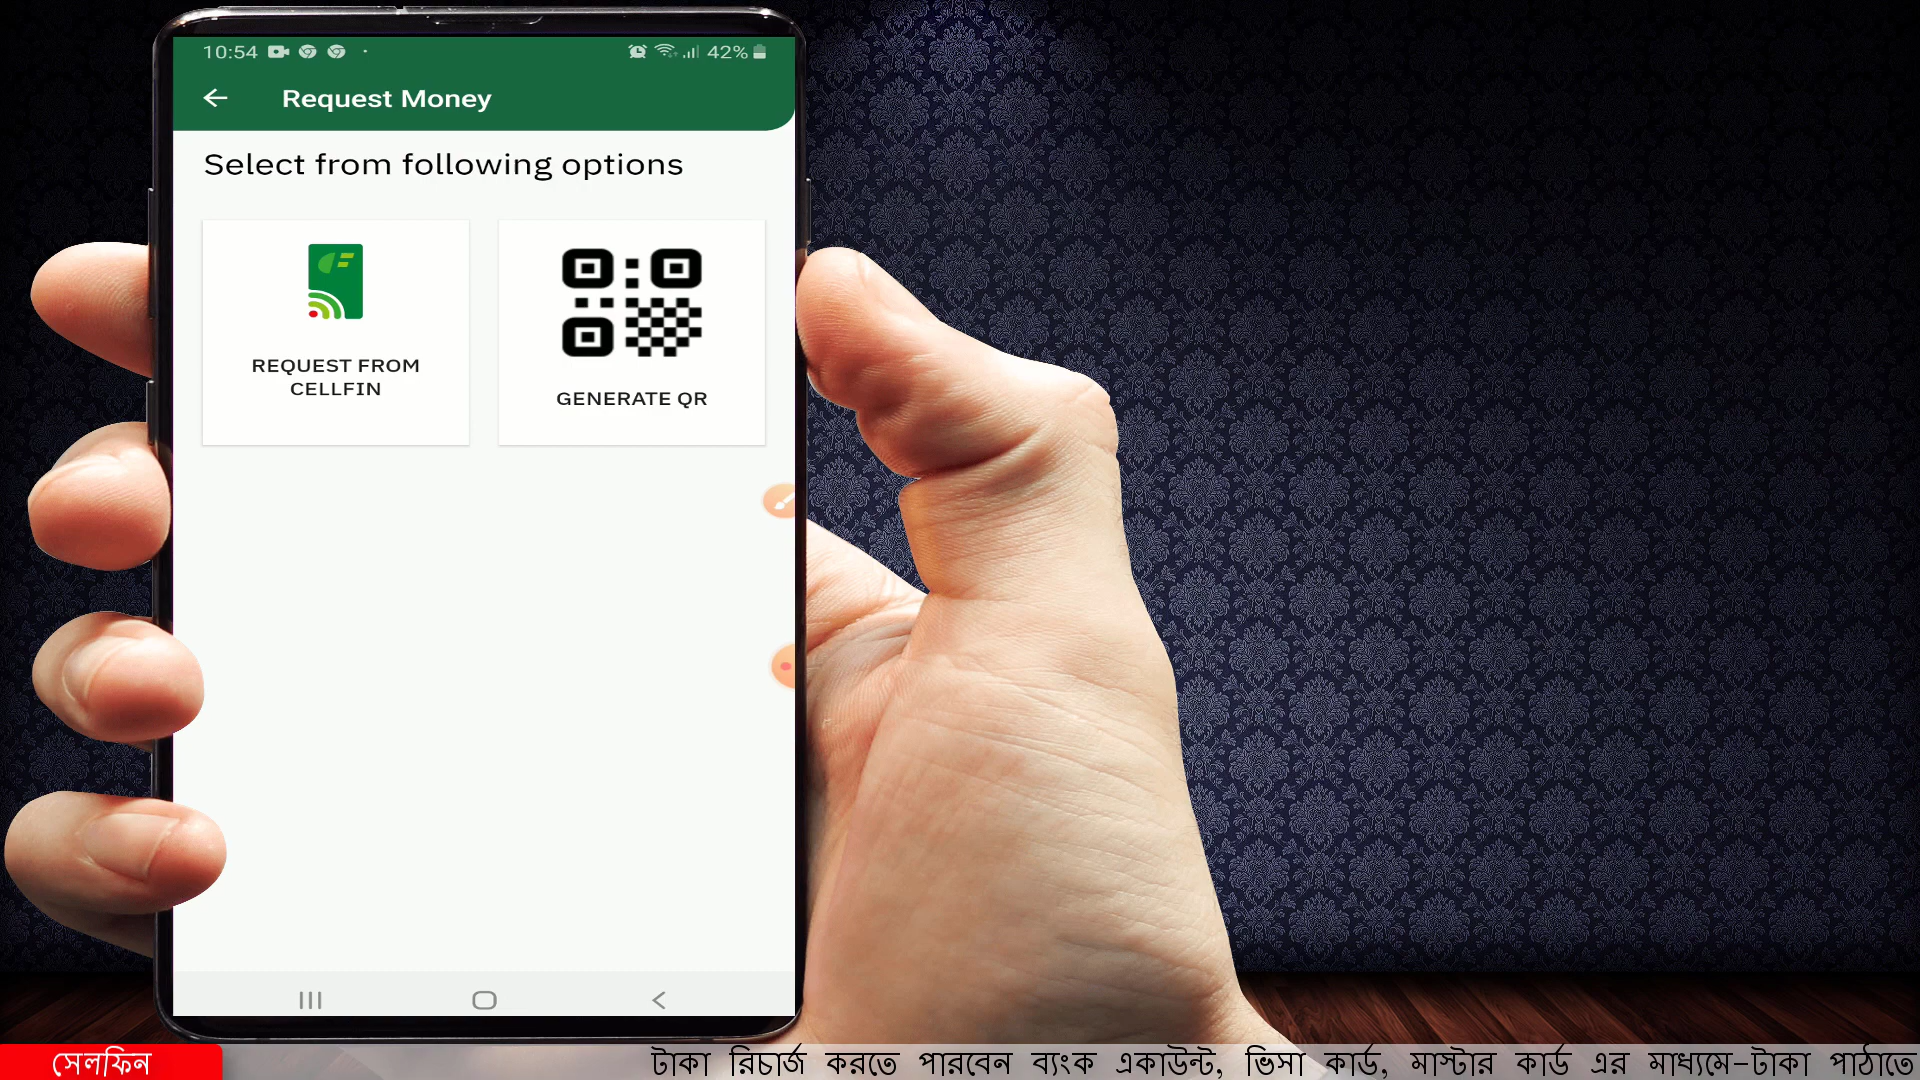 10:54
42%
Request Money
Select from following options
REQUEST FROM
CELLFIN
GENERATE QR
সেলফিন
টাকা রিচার্জ করতে পারবেন ব্যংক একাউন্ট, ভিসা কার্ড, মাস্টার কার্ড এর মাধ্যমে-টাকা পাঠাতে